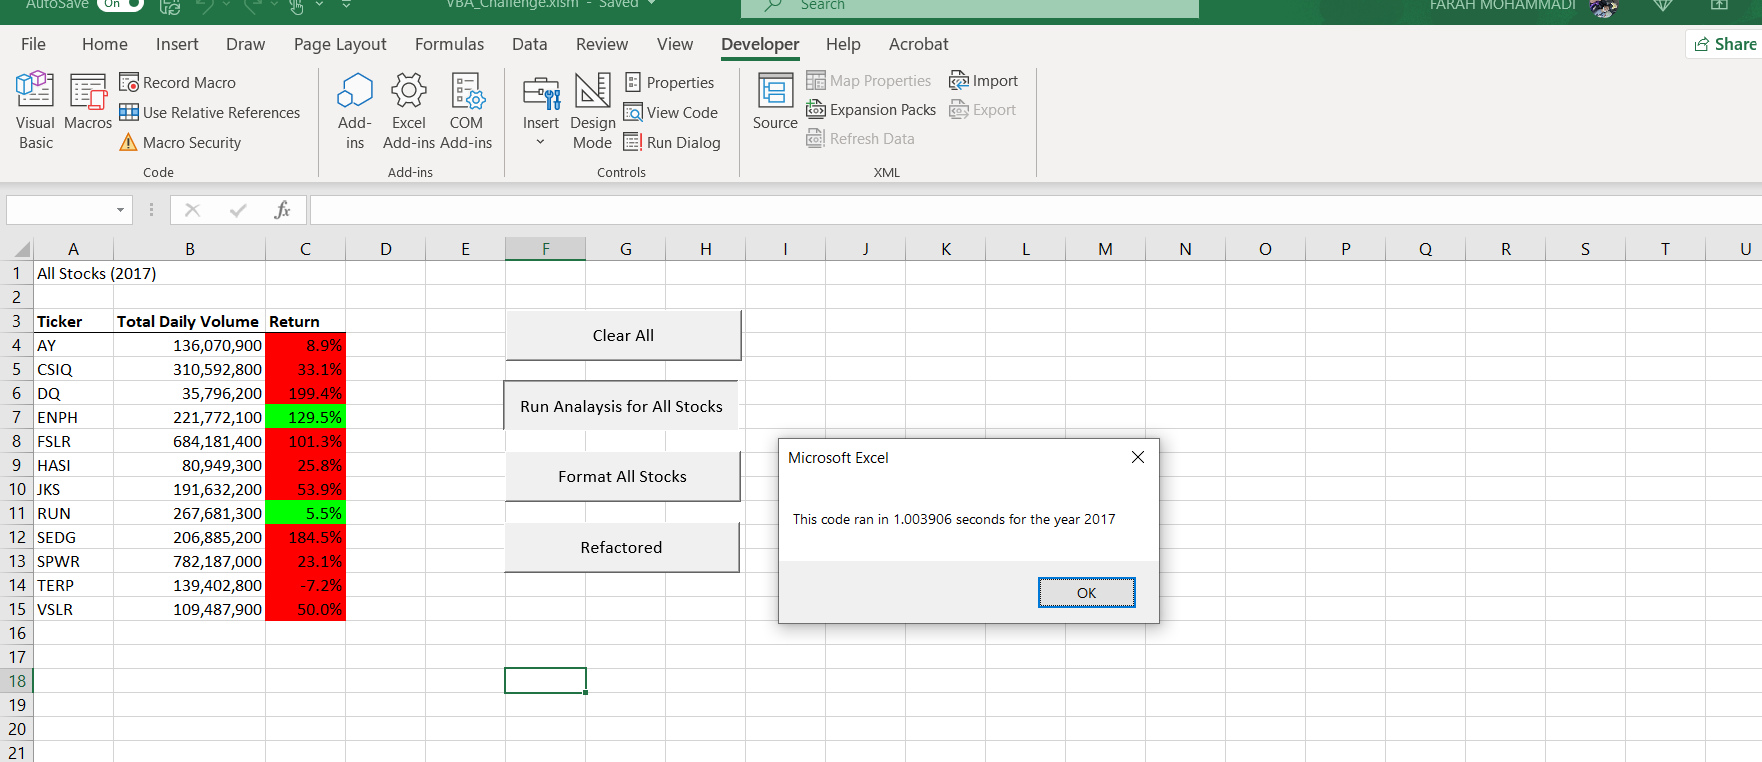 AutoSave On VBA_Challenge.xlsm - Saved Search FARAH MOHAMMADI
File Home Insert Draw Page Layout Formulas Data Review View Developer Help Acrobat Share
Visual Basic
Macros
Record Macro
Use Relative References
Macro Security
Code
Add-ins
Excel Add-ins
COM Add-ins
Add-ins
Insert
Design Mode
Properties
View Code
Run Dialog
Controls
Source
Map Properties
Expansion Packs
Refresh Data
Import
Export
XML
fx
A B C D E F G H I J K L M N O P Q R S T U
1 All Stocks (2017)
2
3 Ticker Total Daily Volume Return
4 AY 136,070,900 8.9%
5 CSIQ 310,592,800 33.1%
6 DQ 35,796,200 199.4%
7 ENPH 221,772,100 129.5%
8 FSLR 684,181,400 101.3%
9 HASI 80,949,300 25.8%
10 JKS 191,632,200 53.9%
11 RUN 267,681,300 5.5%
12 SEDG 206,885,200 184.5%
13 SPWR 782,187,000 23.1%
14 TERP 139,402,800 -7.2%
15 VSLR 109,487,900 50.0%
16
17
18
19
20
21
Clear All
Run Analaysis for All Stocks
Format All Stocks
Refactored
Microsoft Excel
This code ran in 1.003906 seconds for the year 2017
OK